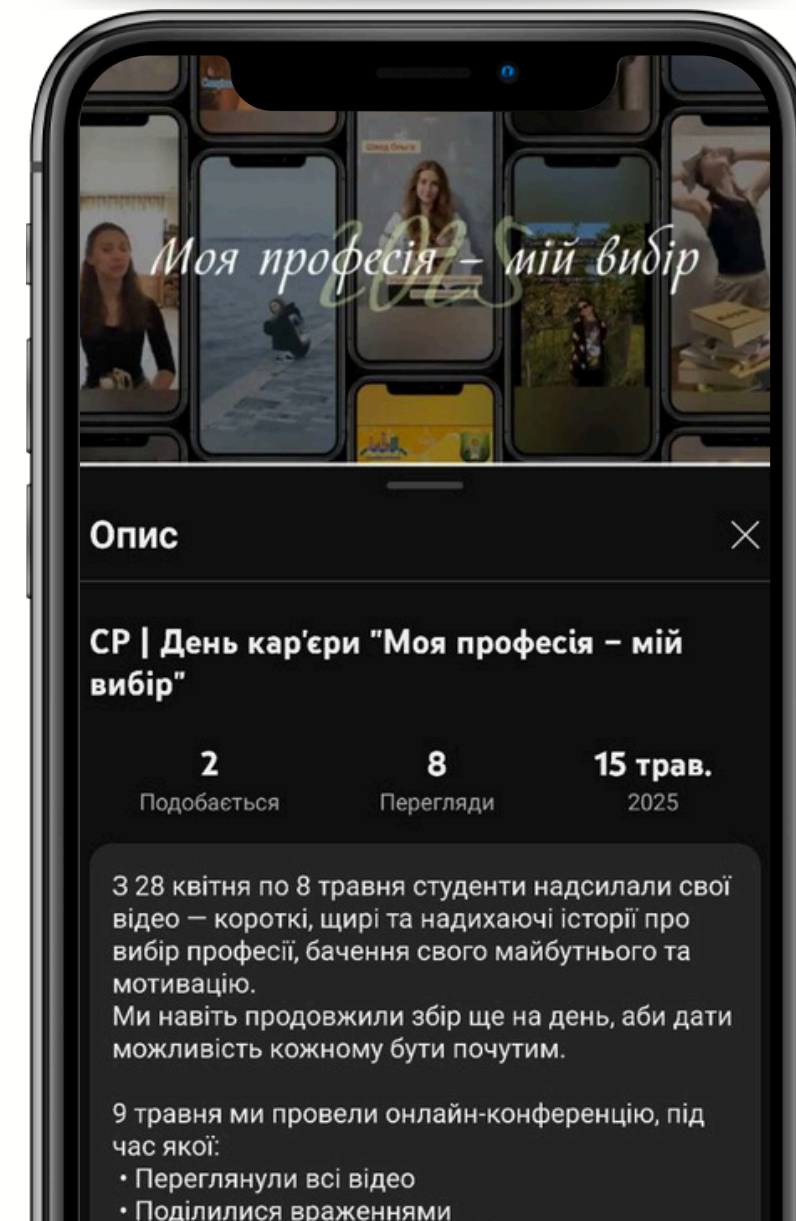 Швед Ольга
2025
Моя професія – мій вибір
Опис
СР | День кар'єри "Моя професія – мій
вибір"
2
8
15 трав.
Подобається
Перегляди
2025
З 28 квітня по 8 травня студенти надсилали свої
відео — короткі, щирі та надихаючі історії про
вибір професії, бачення свого майбутнього та
мотивацію.
Ми навіть продовжили збір ще на день, аби дати
можливість кожному бути почутим.
9 травня ми провели онлайн-конференцію, під
час якої:
• Переглянули всі відео
• Поділилися враженнями